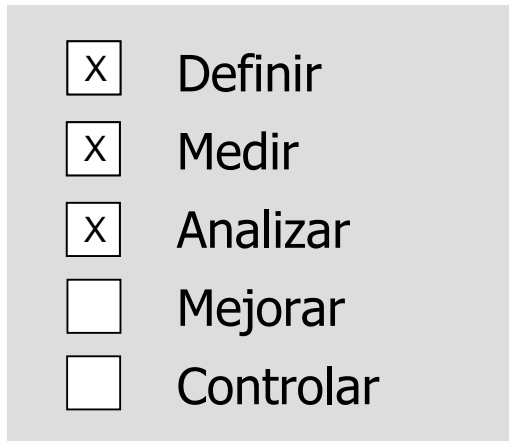 X Definir
X Medir
X Analizar
Mejorar
Controlar